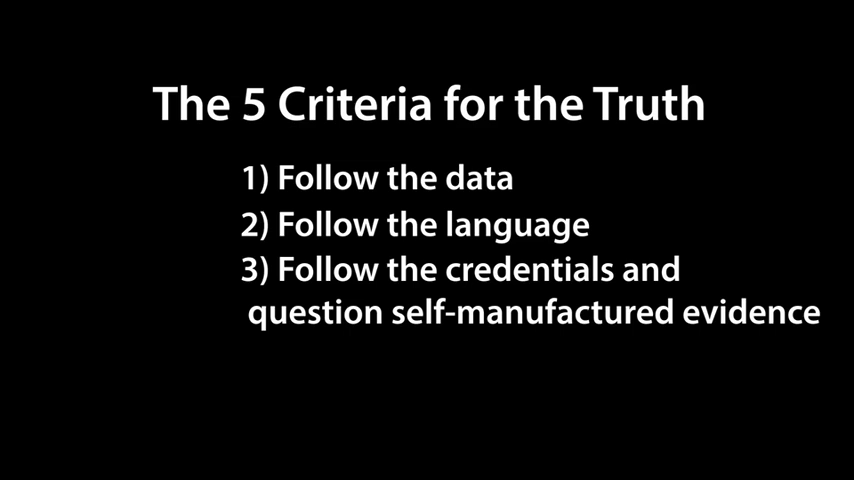 The 5 Criteria for the Truth
1) Follow the data
2) Follow the language
3) Follow the credentials and
question self-manufactured evidence